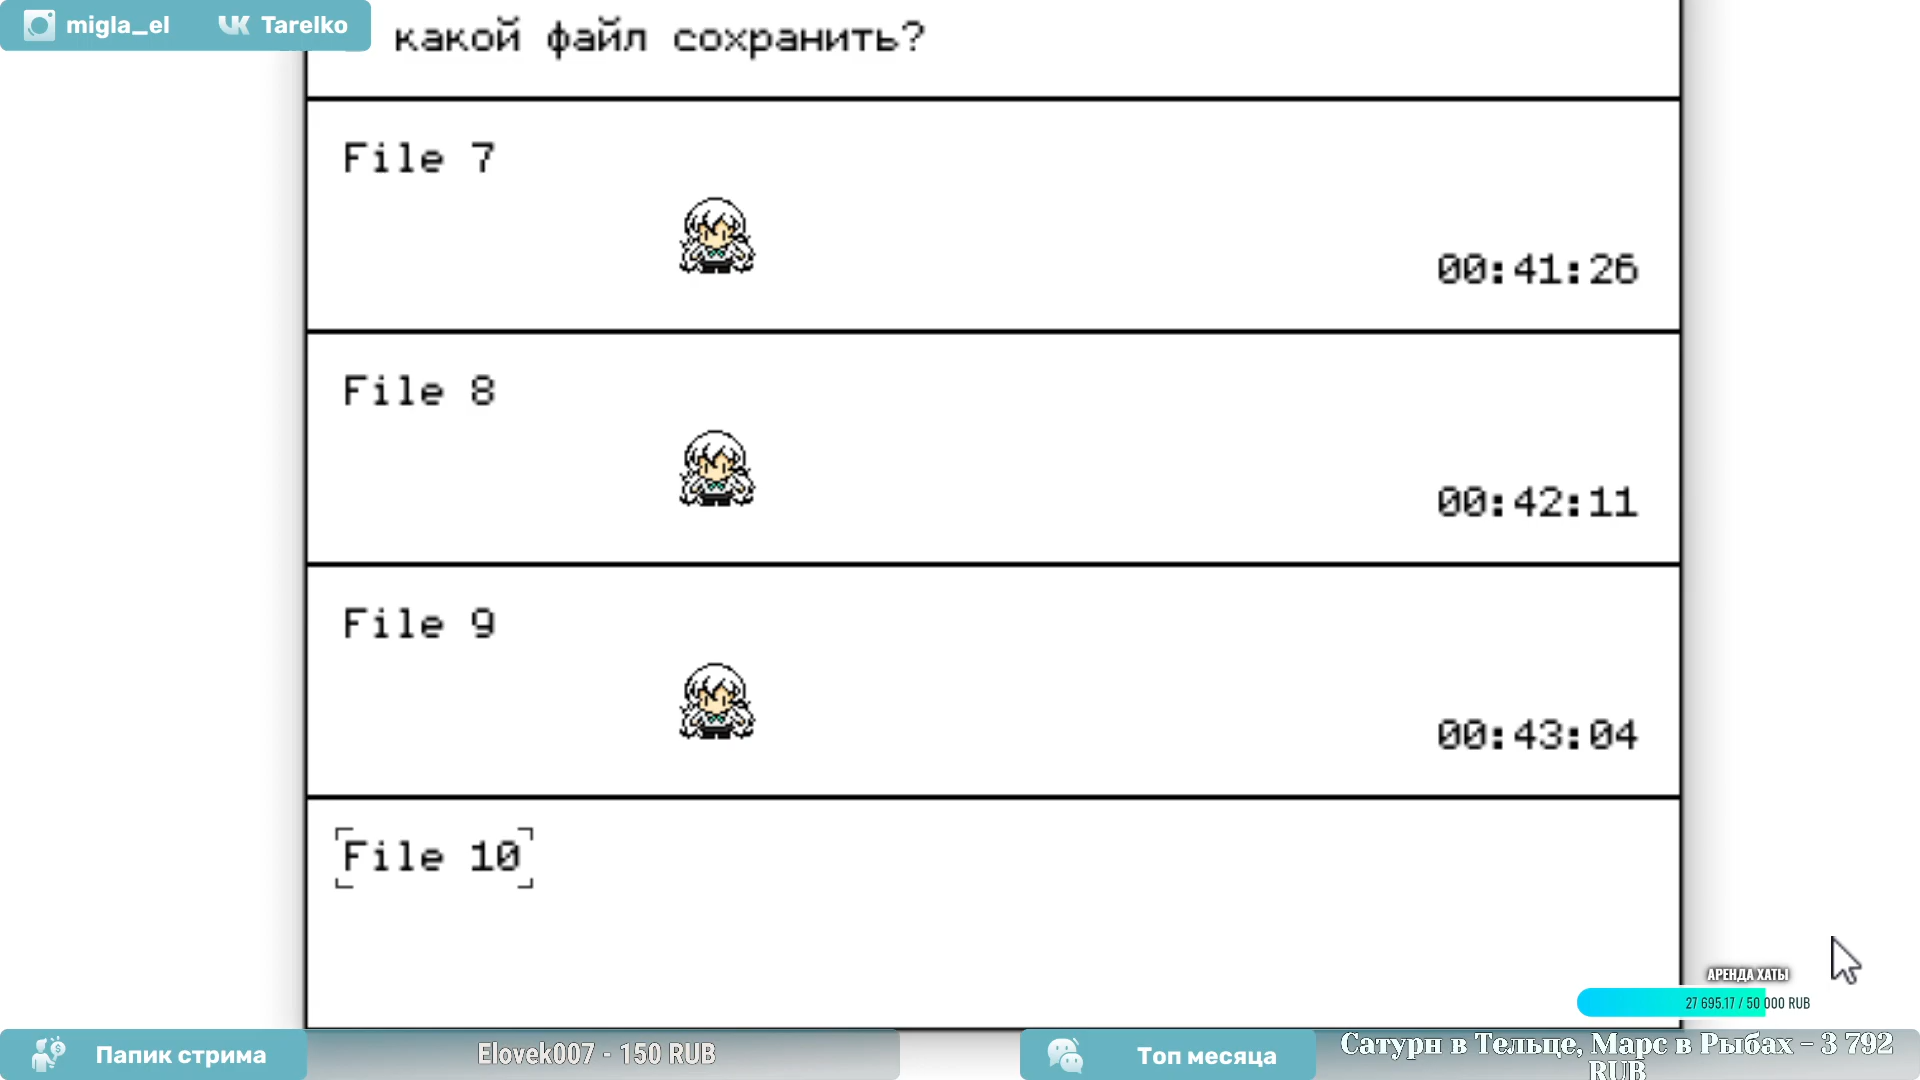 migla_el
Tarelko
какой файл сохранить?
File 7
00:41:26
File 8
00:42:11
File 9
00:43:04
File 10
АРЕНДА ХАТЫ
27 695.17 / 50 000 RUB
Папик стрима
Elovek007 - 150 RUB
Топ месяца
Сатурн в Тельце, Марс в Рыбах - 3 792
RUB